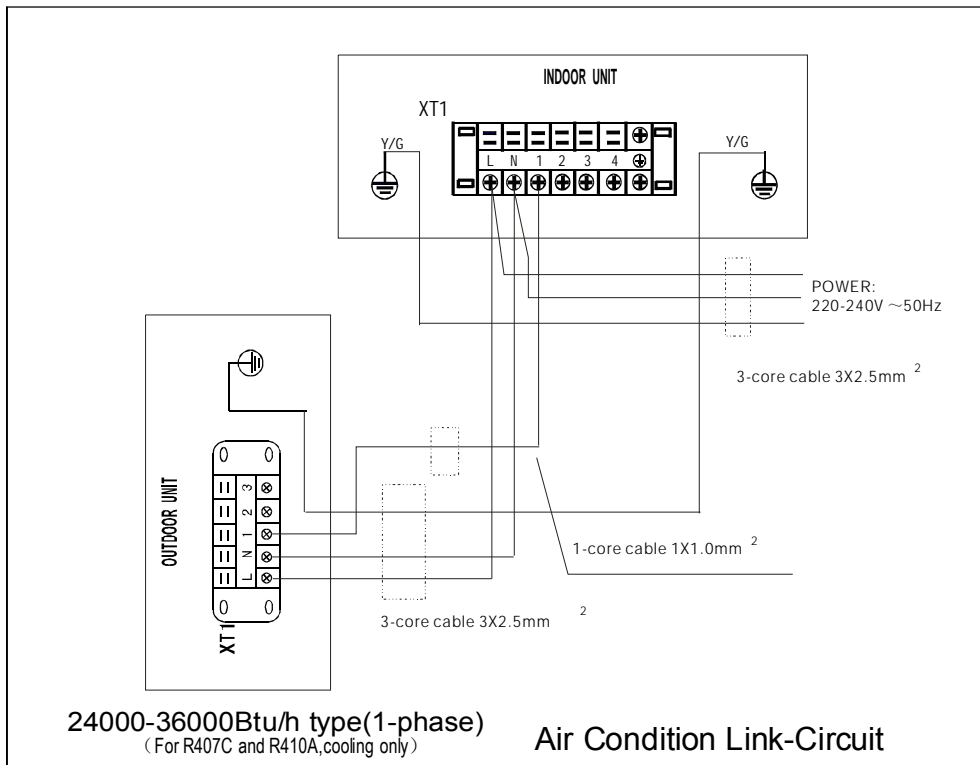 INDOOR UNIT
XT1
Y/G
Y/G
L N 1 2 3 4
POWER:
220-240V ~50Hz
3-core cable 3X2.5mm 2
OUTDOOR UNIT
3
2
1
N
L
XT1
1-core cable 1X1.0mm 2
3-core cable 3X2.5mm 2
24000-36000Btu/h type(1-phase)
(For R407C and R410A,cooling only)
Air Condition Link-Circuit